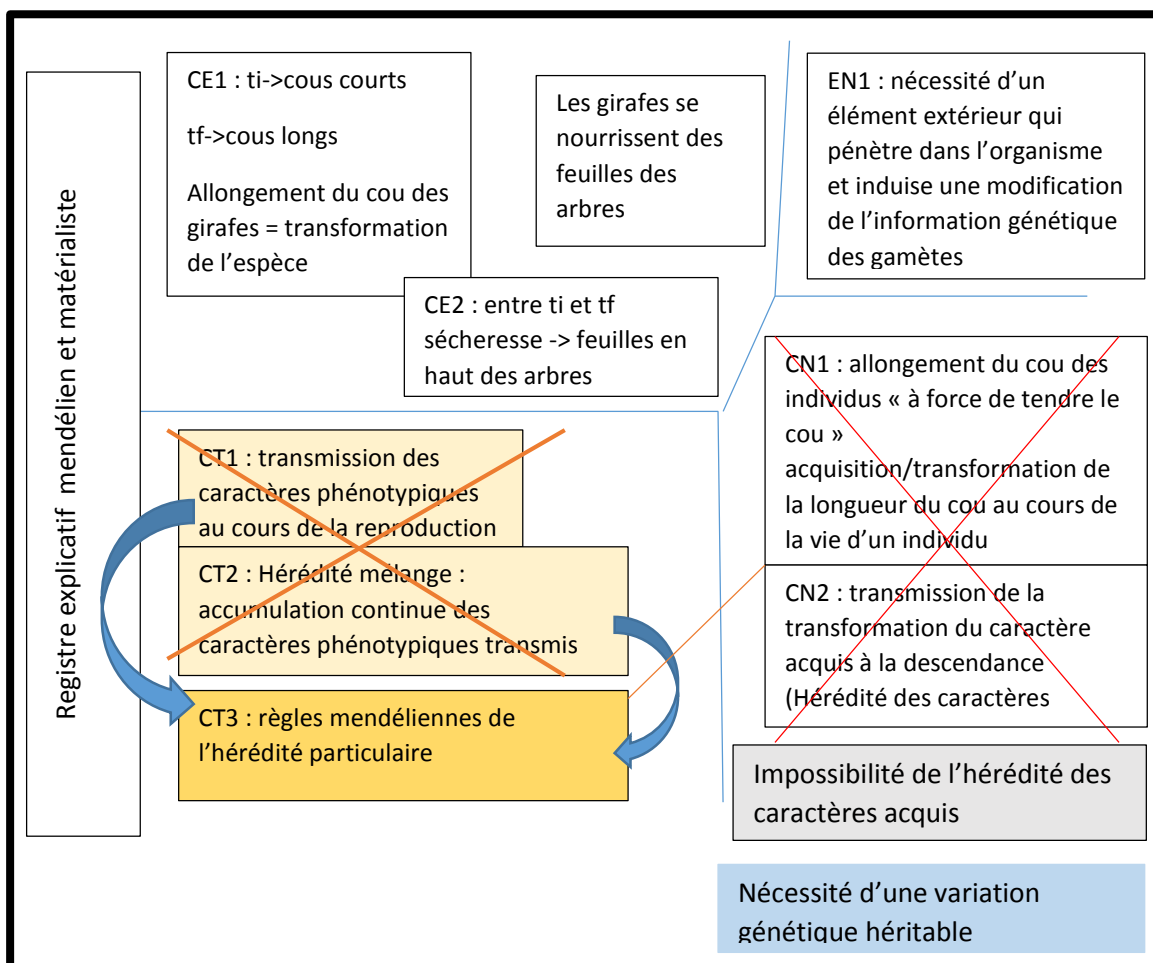 Registre explicatif mendélien et matérialiste
CE1 : ti->cous courts
tf->cous longs
Allongement du cou des
girafes = transformation
de l’espèce
Les girafes se
nourrissent des
feuilles des
arbres
EN1 : nécessité d’un
élément extérieur qui
pénètre dans l’organisme
et induise une modification
de l’information génétique
des gamètes
CE2 : entre ti et tf
sécheresse -> feuilles en
haut des arbres
CN1 : allongement du cou des
individus « à force de tendre le
cou »
acquisition/transformation de
la longueur du cou au cours de
la vie d’un individu
CT1 : transmission des
caractères phénotypiques
au cours de la reproduction
CT2 : Hérédité mélange :
accumulation continue des
caractères phénotypiques transmis
CN2 : transmission de la
transformation du caractère
acquis à la descendance
(Hérédité des caractères
CT3 : règles mendéliennes de
l’hérédité particulaire
Impossibilité de l’hérédité des
caractères acquis
Nécessité d’une variation
génétique héritable